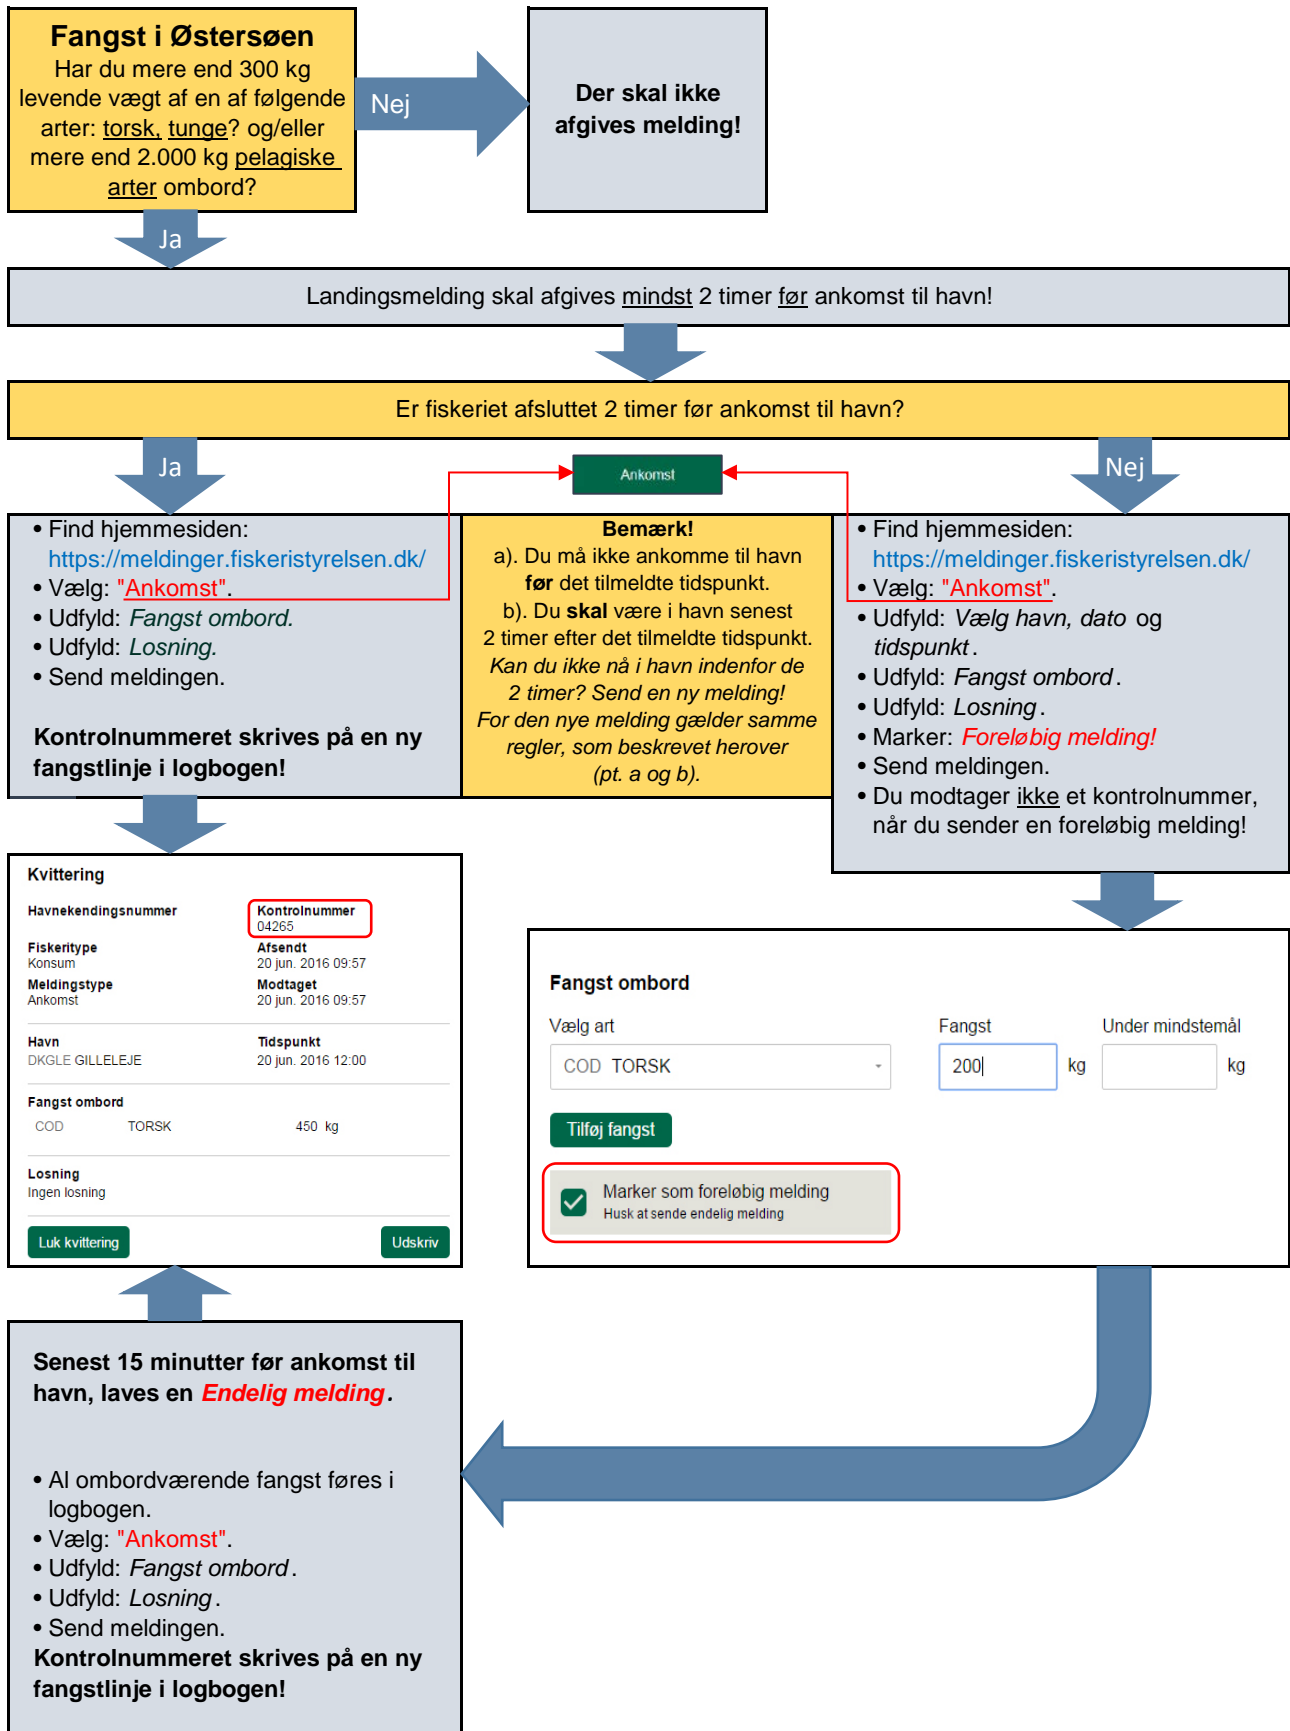 Fangst i Østersøen
Har du mere end 300 kg
levende vægt af en af følgende
arter: torsk, tunge? og/eller
mere end 2.000 kg pelagiske
arter ombord?
Nej
Der skal ikke
afgives melding!
Ja
Landingsmelding skal afgives mindst 2 timer før ankomst til havn!
Er fiskeriet afsluttet 2 timer før ankomst til havn?
Ja
Ankomst
Nej
• Find hjemmesiden:
https://meldinger.fiskeristyrelsen.dk/
• Vælg: "Ankomst".
• Udfyld: Fangst ombord.
• Udfyld: Losning.
• Send meldingen.
Kontrolnummeret skrives på en ny
fangstlinje i logbogen!
Bemærk!
a). Du må ikke ankomme til havn
før det tilmeldte tidspunkt.
b). Du skal være i havn senest
2 timer efter det tilmeldte tidspunkt.
Kan du ikke nå i havn indenfor de
2 timer? Send en ny melding!
For den nye melding gælder samme
regler, som beskrevet herover
(pt. a og b).
• Find hjemmesiden:
https://meldinger.fiskeristyrelsen.dk/
• Vælg: "Ankomst".
• Udfyld: Vælg havn, dato og
tidspunkt.
• Udfyld: Fangst ombord.
• Udfyld: Losning.
• Marker: Foreløbig melding!
• Send meldingen.
• Du modtager ikke et kontrolnummer,
når du sender en foreløbig melding!
Kvittering
Havnekendingsnummer Kontrolnummer
04265
Fiskeritype Afsendt
Konsum 20 jun. 2016 09:57
Meldingstype Modtaget
Ankomst 20 jun. 2016 09:57
Havn Tidspunkt
DKGLE GILLELEJE 20 jun. 2016 12:00
Fangst ombord
COD TORSK 450 kg
Losning
Ingen losning
Luk kvittering Udskriv
Fangst ombord
Vælg art Fangst Under mindstemål
COD TORSK 200 kg kg
Tilføj fangst
Marker som foreløbig melding
Husk at sende endelig melding
Senest 15 minutter før ankomst til
havn, laves en Endelig melding.
• Al ombordværende fangst føres i
logbogen.
• Vælg: "Ankomst".
• Udfyld: Fangst ombord.
• Udfyld: Losning.
• Send meldingen.
Kontrolnummeret skrives på en ny
fangstlinje i logbogen!